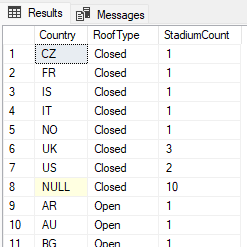 Results Messages
Country RoofType StadiumCount
1 CZ Closed 1
2 FR Closed 1
3 IS Closed 1
4 IT Closed 1
5 NO Closed 1
6 UK Closed 3
7 US Closed 2
8 NULL Closed 10
9 AR Open 1
10 AU Open 1
11 BG Open 1